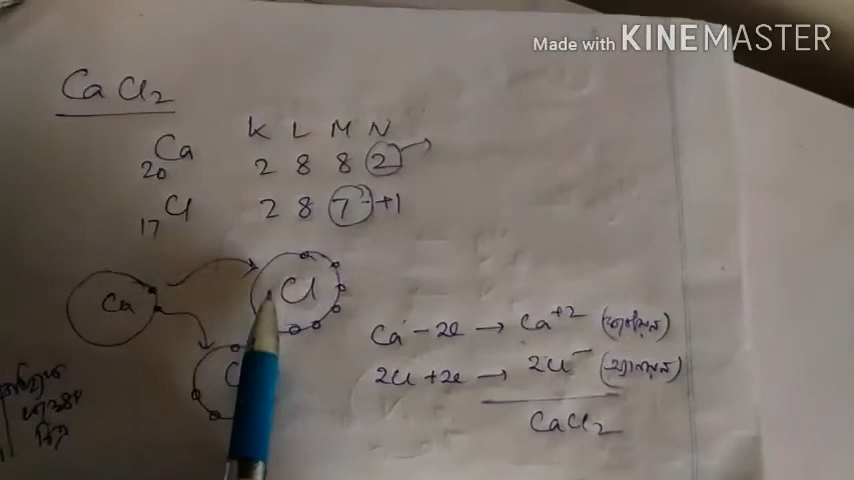 Made with KINEMASTER
CaCl₂
K L M N
₂₀Ca 2 8 8 2
₁₇Cl 2 8 7 +1
Ca Cl
Ca - 2e → Ca⁺²
2Cl + 2e → 2Cl⁻
CaCl₂